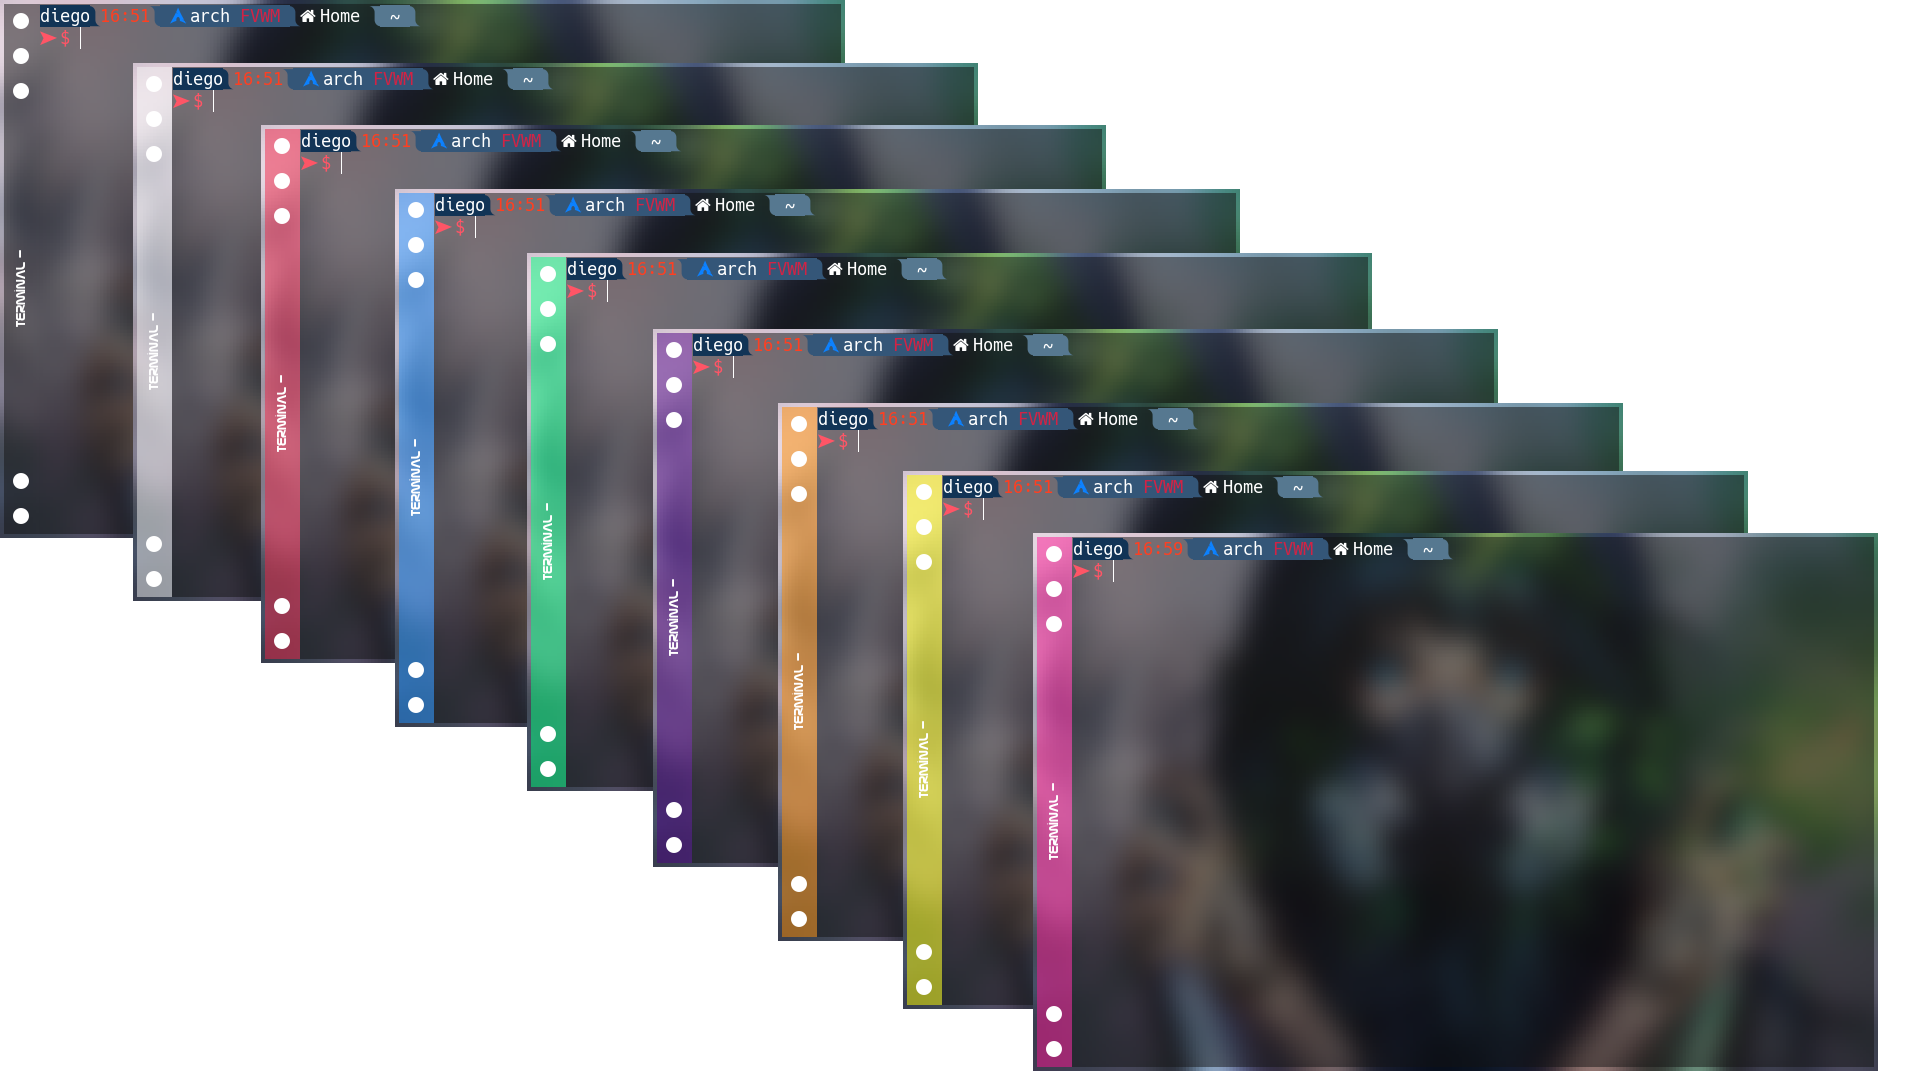 diego 16:51 arch FVWM Home ~
➤ $
TERMINAL –
diego 16:51 arch FVWM Home ~
➤ $
TERMINAL –
diego 16:51 arch FVWM Home ~
➤ $
TERMINAL –
diego 16:51 arch FVWM Home ~
➤ $
TERMINAL –
diego 16:51 arch FVWM Home ~
➤ $
TERMINAL –
diego 16:51 arch FVWM Home ~
➤ $
TERMINAL –
diego 16:51 arch FVWM Home ~
➤ $
TERMINAL –
diego 16:51 arch FVWM Home ~
➤ $
TERMINAL –
diego 16:59 arch FVWM Home ~
➤ $
TERMINAL –